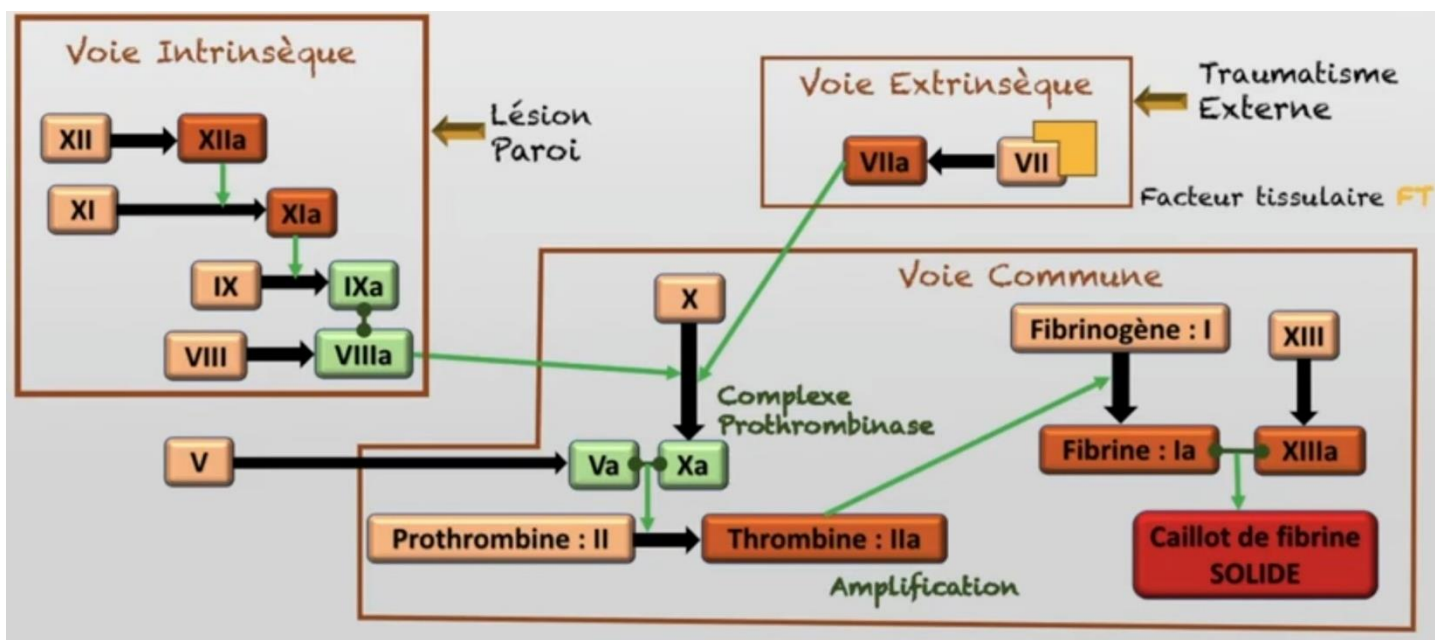 Voie Intrinsèque
XII
XIIa
XI
XIa
IX
IXa
VIII
VIIIa
Lésion
Paroi
Voie Extrinsèque
VIIa
VII
Traumatisme
Externe
Facteur tissulaire FT
Voie Commune
X
Complexe
Prothrombinase
V
Va
Xa
Prothrombine : II
Thrombine : IIa
Amplification
Fibrinogène : I
XIII
Fibrine : Ia
XIIIa
Caillot de fibrine
SOLIDE